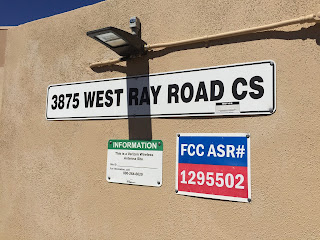 3875 WEST RAY ROAD CS
INFORMATION
This is a Verizon Wireless
Antenna Site
FCC ASR#
1295502